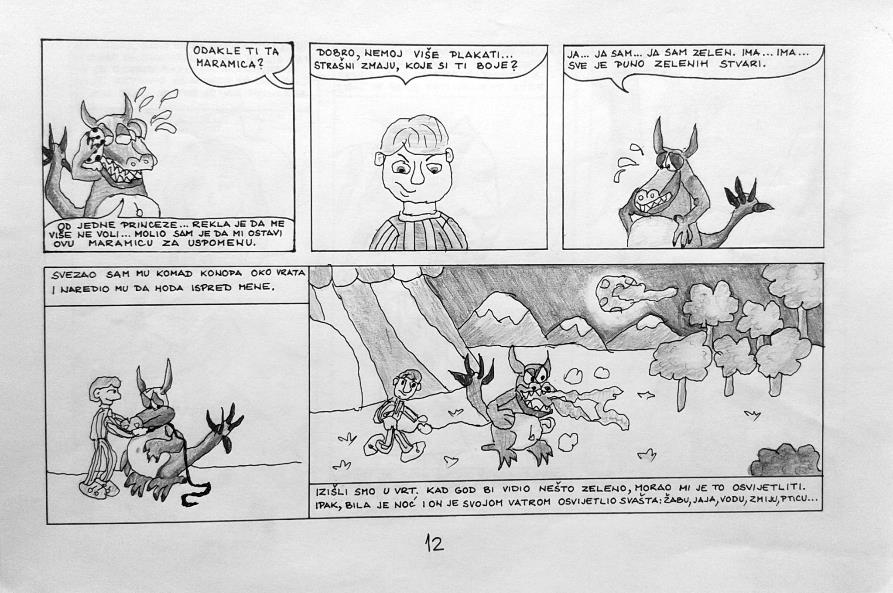 ODAKLE TI TA
MARAMICA?
OD JEDNE PRINCEZE... REKLA JE DA ME
VIŠE NE VOLI... MOLIO SAM JE DA MI OSTAVI
OVU MARAMICU ZA USPOMENU.
DOBRO, NEMOJ VIŠE PLAKATI...
STRAŠNI ZMAJU, KOJE SI TI BOJE?
JA... JA SAM... JA SAM ZELEN. IMA... IMA...
SVE JE PUNO ZELENIH STVARI.
SVEZAO SAM MU KOMAD KONOPA OKO VRATA
I NAREDIO MU DA HODA ISPRED MENE.
IZIŠLI SMO U VRT. KAD GOD BI VIDIO NEŠTO ZELENO, MORAO MI JE TO OSVIJETLITI.
IPAK, BILA JE NOĆ I ON JE SVOJOM VATROM OSVIJETLIO SVAŠTA: ŽABU, JAJA, VODU, ZMIJU, PTICU...
12